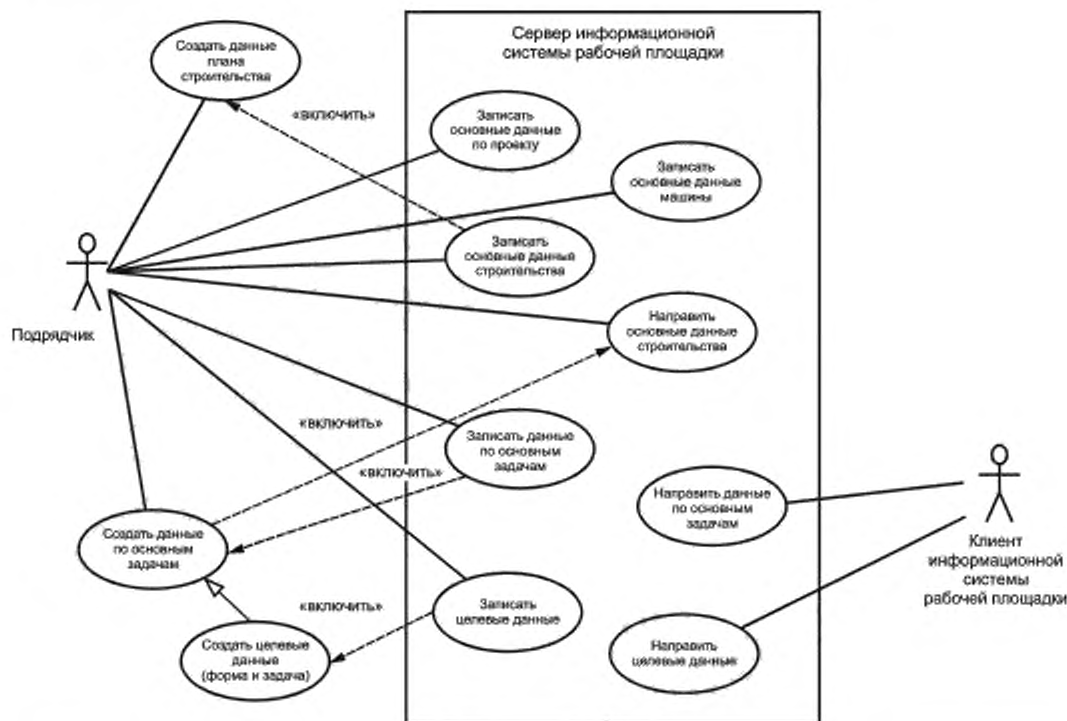 Сервер информационной
системы рабочей площадки
Создать данные
плана
строительства
«включить»
Записать
основные данные
по проекту
Записать
основные данные
машины
Записать
основные данные
строительства
Направить
основные данные
строительства
Подрядчик
«включить»
Записать данные
по основным
задачам
«включить»
Направить данные
по основным
задачам
Клиент
информационной
системы
рабочей площадки
Создать данные
по основным
задачам
«включить»
Записать
целевые данные
Создать целевые
данные
(форма и задача)
Направить
целевые данные